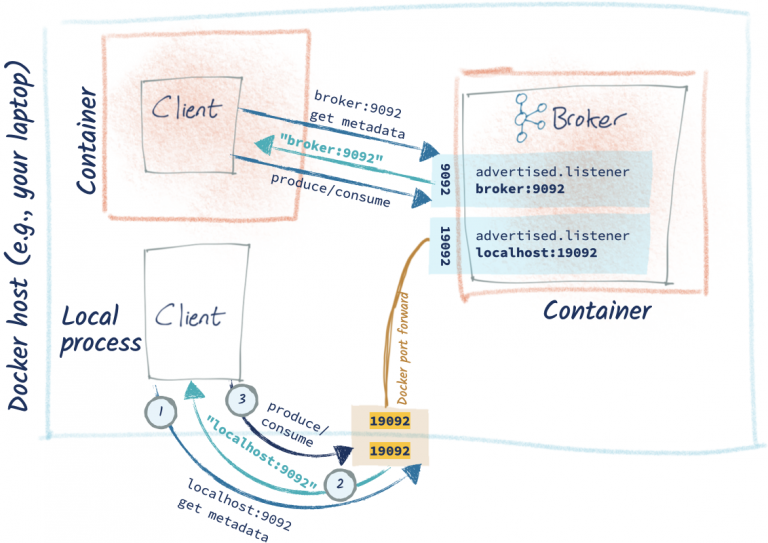 Docker host (e.g., your laptop)
Container
Client
broker:9092
get metadata
"broker:9092"
produce/consume
Broker
9092
advertised.listener
broker:9092
19092
advertised.listener
localhost:19092
Container
Local
process
Client
Docker port forward
1
3
produce/
consume
19092
19092
"localhost:9092"
2
localhost:9092
get metadata